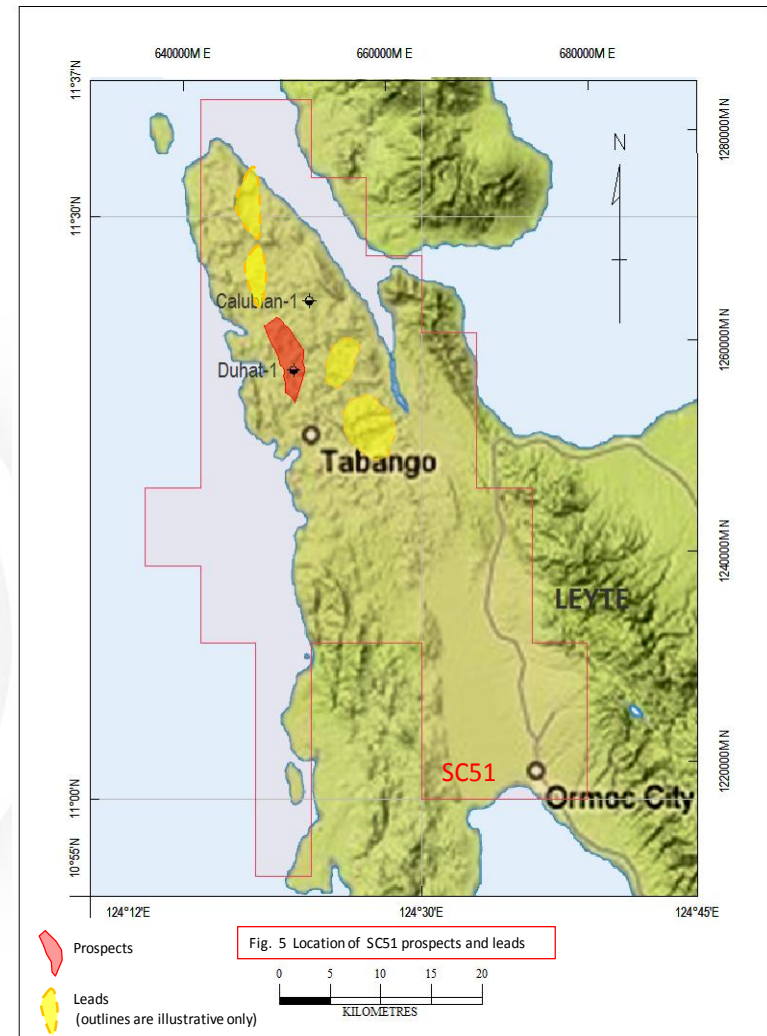 640000M E 660000M E 680000M E
11°37'N
1280000M N
N
11°30'N
Calubian-1
1260000M N
Duhat-1
Tabango
1240000M N
LEYTE
1220000M N
SC51
11°00'N
Ormoc City
10°55'N
124°12'E 124°30'E 124°45'E
Prospects
Fig. 5 Location of SC51 prospects and leads
0 5 10 15 20
KILOMETRES
Leads
(outlines are illustrative only)